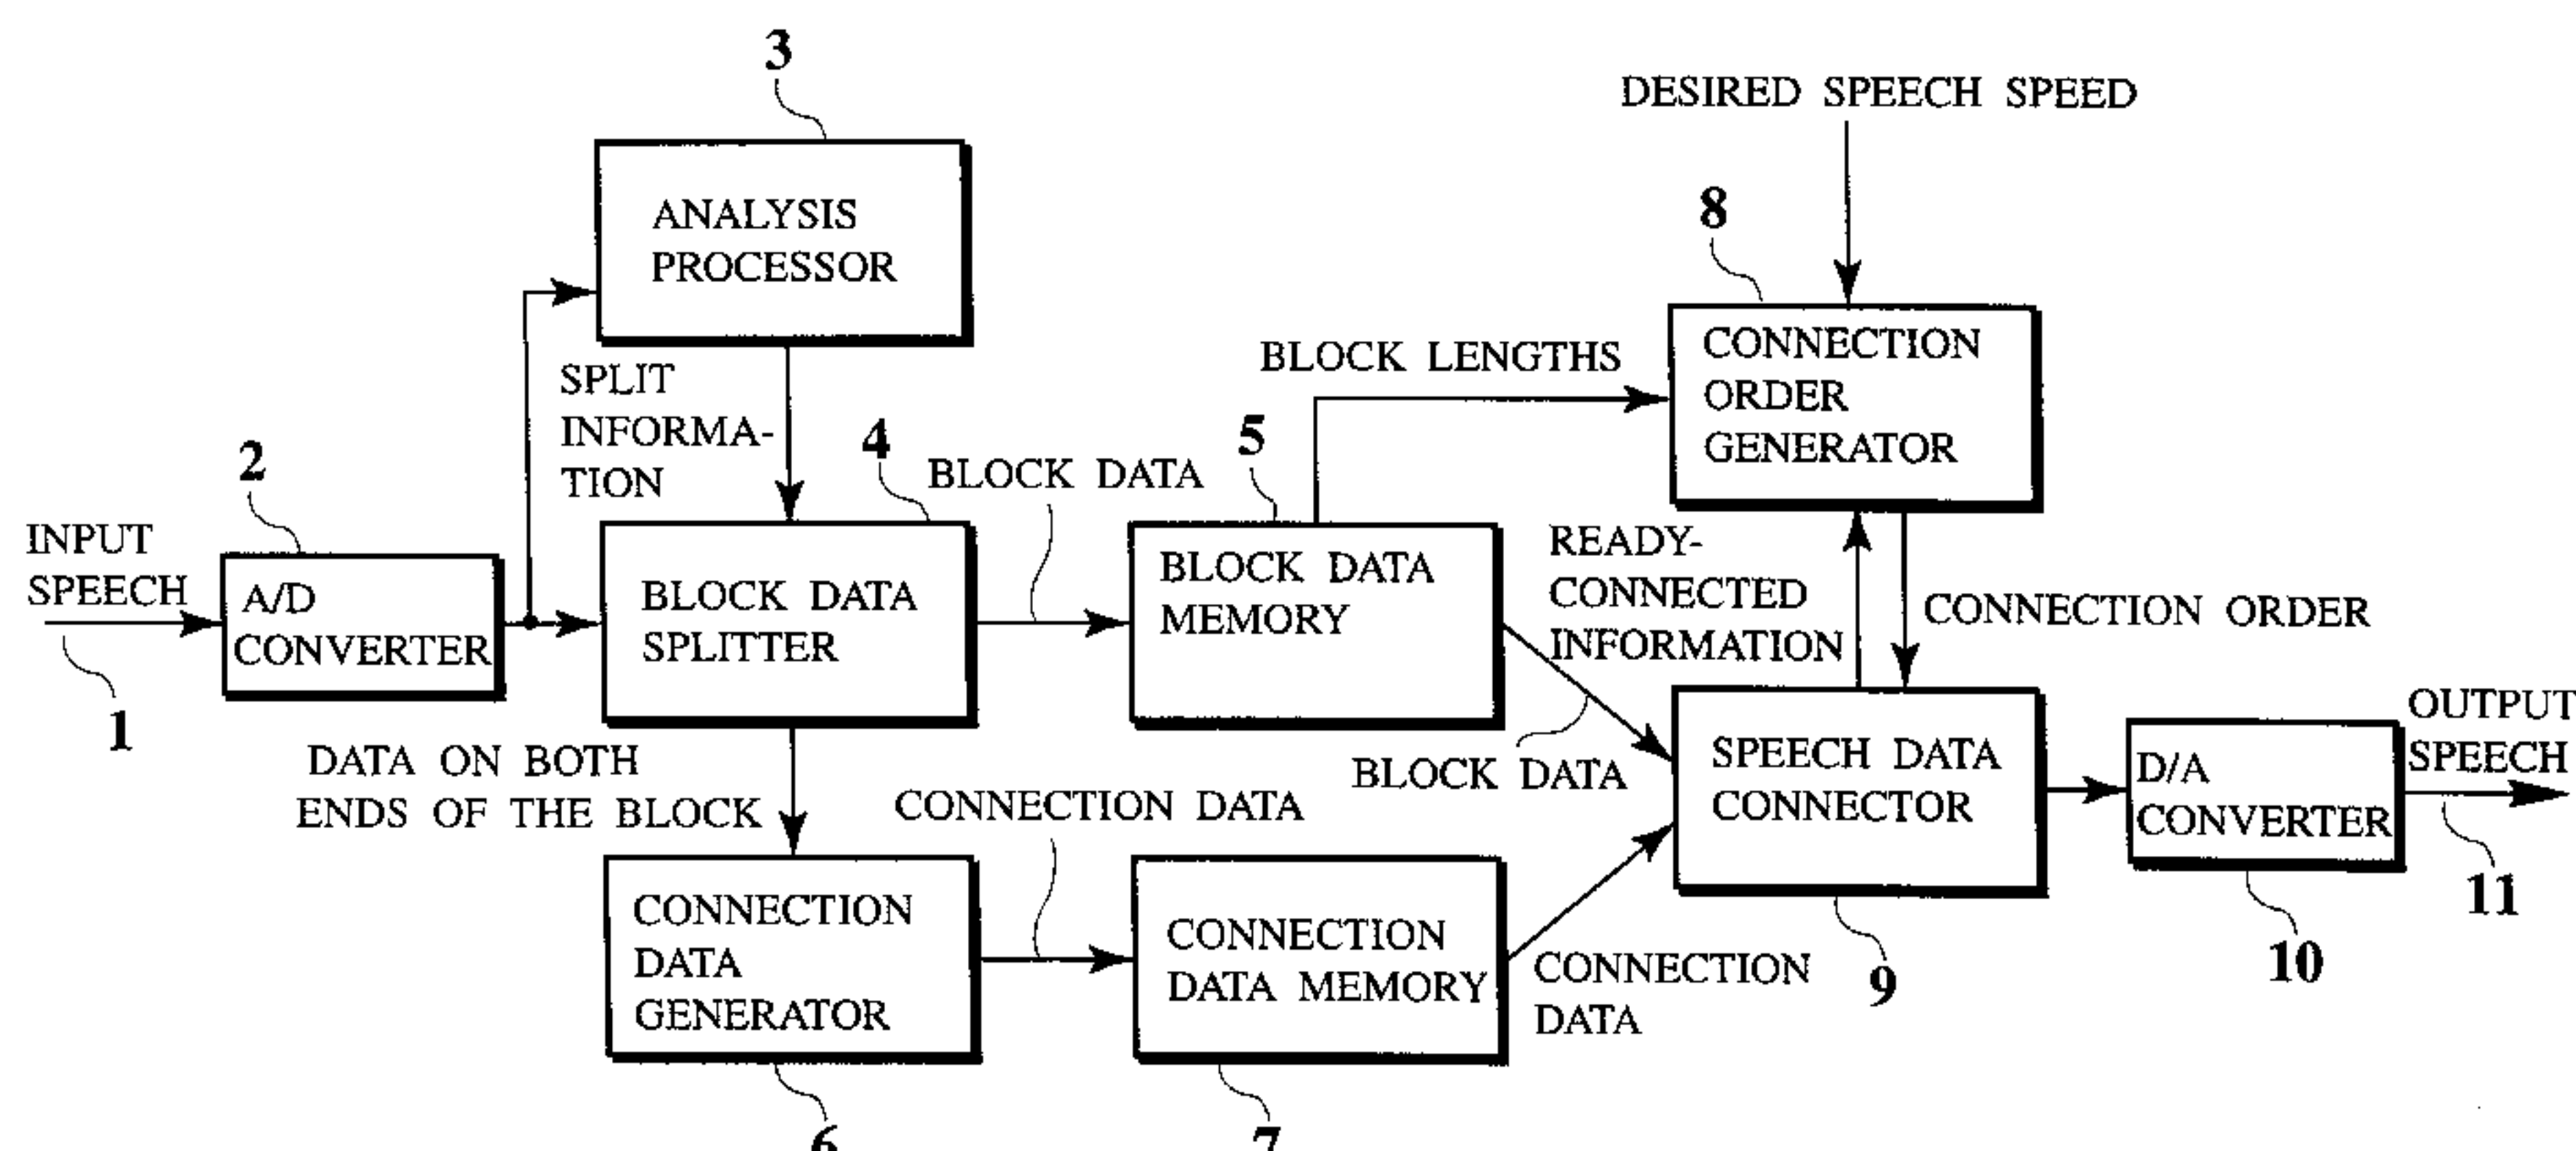 3
DESIRED SPEECH SPEED
ANALYSIS
PROCESSOR
8
SPLIT
INFORMA-
TION
BLOCK LENGTHS
CONNECTION
ORDER
GENERATOR
2
4
BLOCK DATA
5
INPUT
SPEECH
A/D
CONVERTER
BLOCK DATA
SPLITTER
BLOCK DATA
MEMORY
READY-
CONNECTED
INFORMATION
CONNECTION ORDER
1
DATA ON BOTH
ENDS OF THE BLOCK
BLOCK DATA
SPEECH DATA
CONNECTOR
D/A
CONVERTER
OUTPUT
SPEECH
CONNECTION DATA
CONNECTION
DATA
GENERATOR
CONNECTION
DATA MEMORY
CONNECTION
DATA
9
10
11
6
7